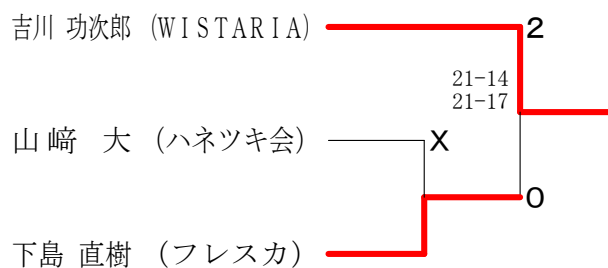 吉川 功次郎 (WISTARIA)
2
21-14
21-17
山﨑 大 (ハネツキ会)
X
0
下島 直樹 (フレスカ)